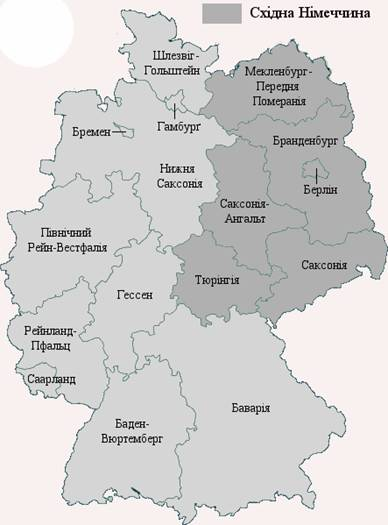 Східна Німеччина
Шлезвіг-
Гольштейн
Мекленбург-
Передня
Померанія
Гамбург
Бремен
Бранденбург
Нижня
Саксонія
Берлін
Саксонія-
Ангальт
Північний
Рейн-Вестфалія
Саксонія
Тюрінгія
Гессен
Рейнланд-
Пфальц
Саарланд
Баварія
Баден-
Вюртемберг